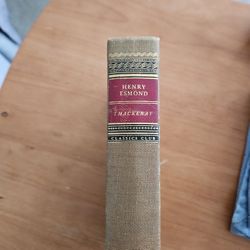 HENRY
ESMOND
THACKERAY
CLASSICS CLUB